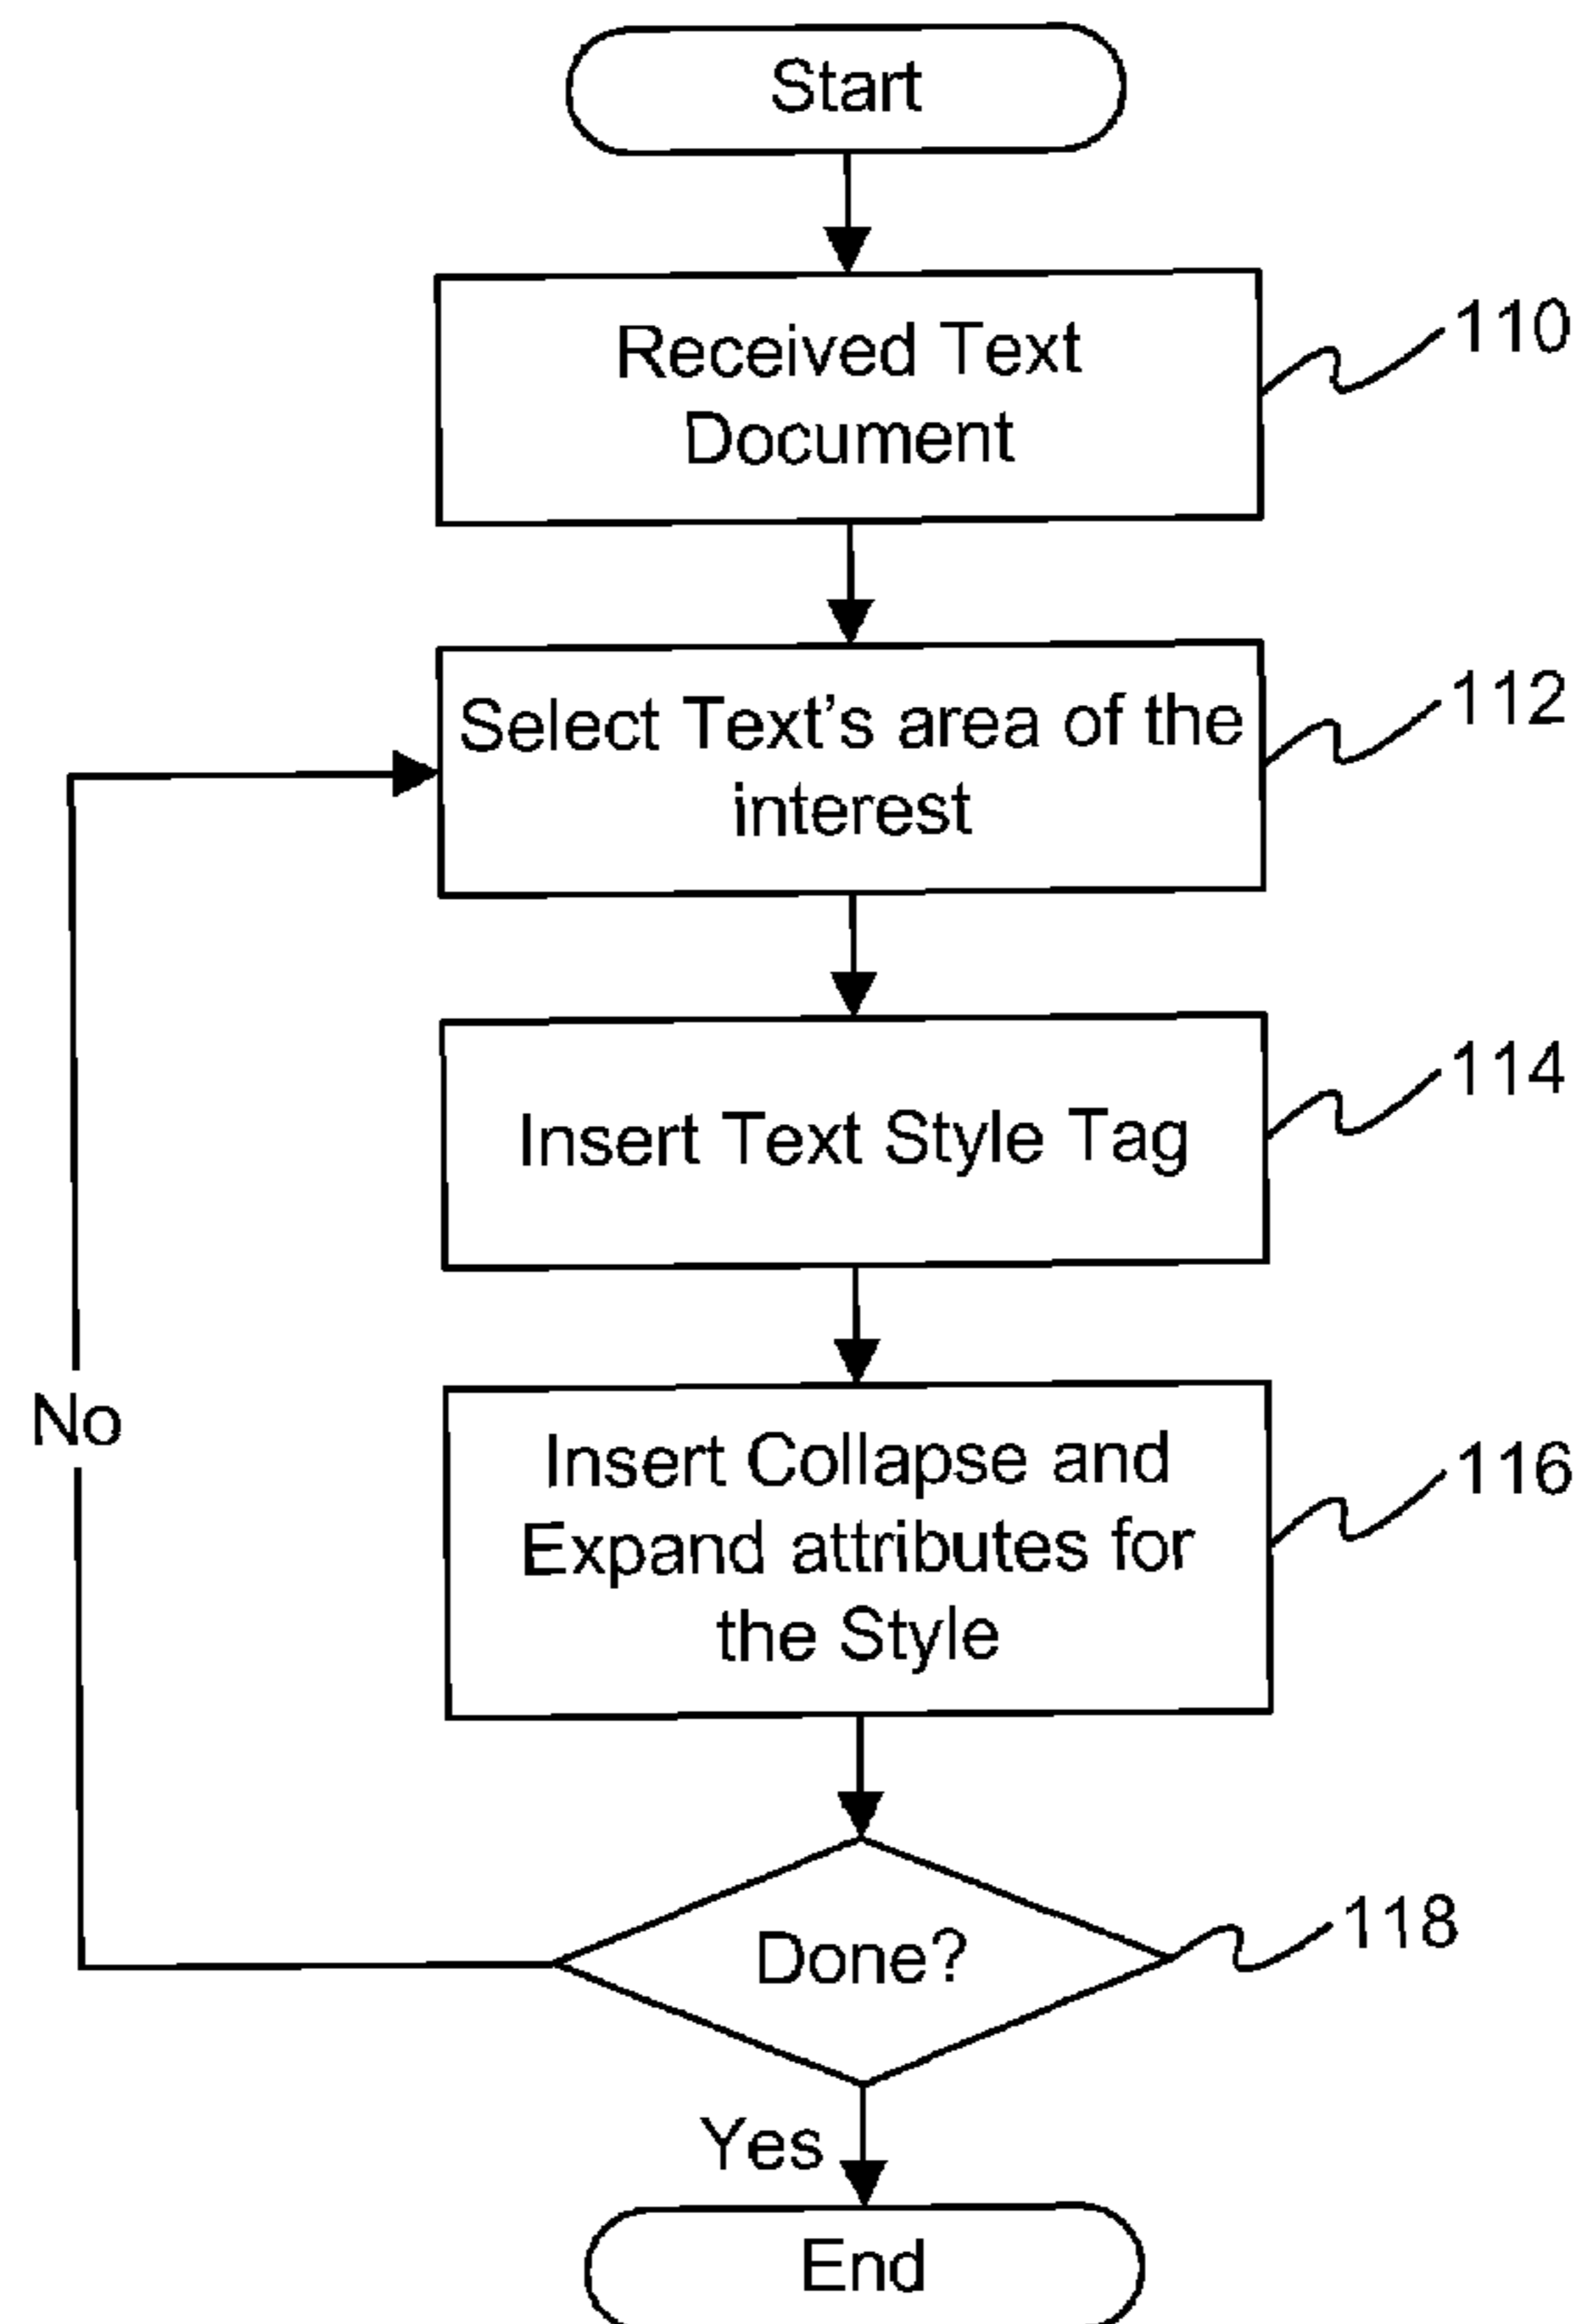 Start
Received Text
Document
110
Select Text's area of the
interest
112
Insert Text Style Tag
114
No
Insert Collapse and
Expand attributes for
the Style
116
Done?
118
Yes
End